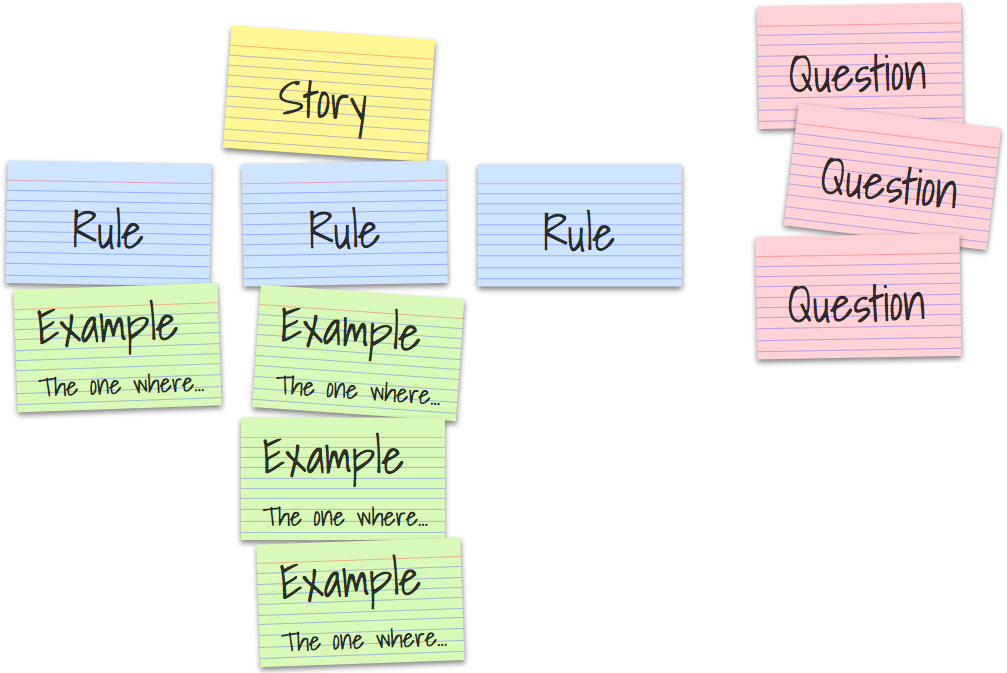 Story
Rule
Rule
Rule
Example
The one where...
Example
The one where...
Example
The one where...
Example
The one where...
Question
Question
Question